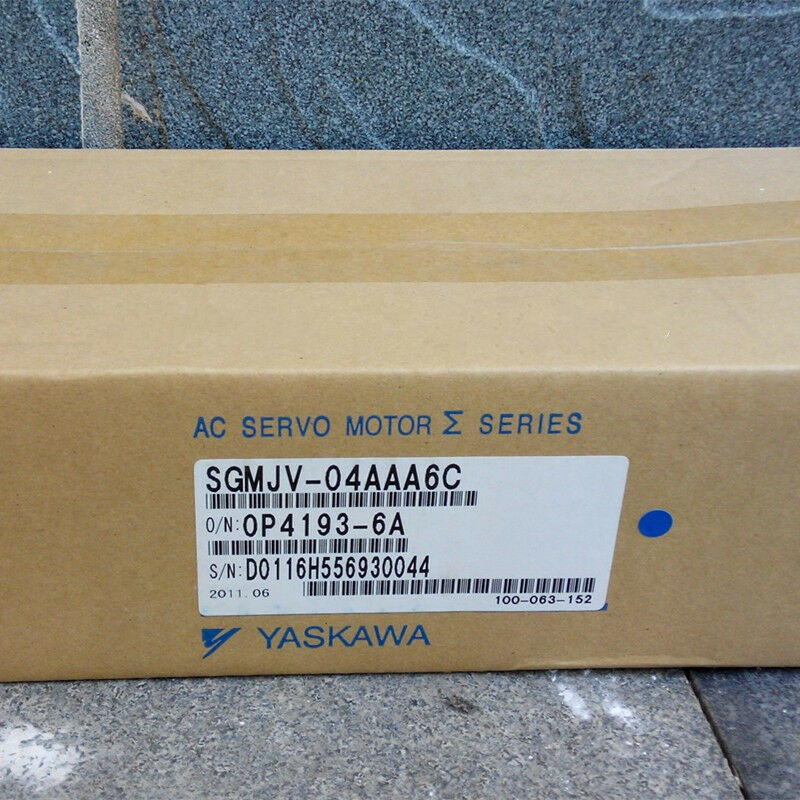 AC SERVO MOTOR Σ SERIES
SGMJV-04AAA6C
O/N:0P4193-6A
S/N:D0116H556930044
2011.06
100-063-152
YASKAWA